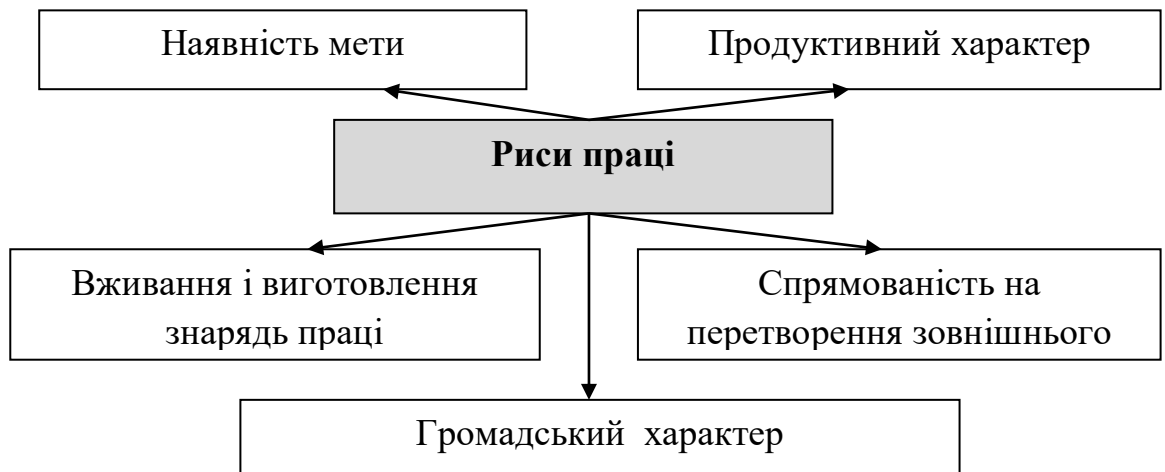 Наявність мети
Продуктивний характер
Риси праці
Вживання і виготовлення
знарядь праці
Спрямованість на
перетворення зовнішнього
Громадський характер